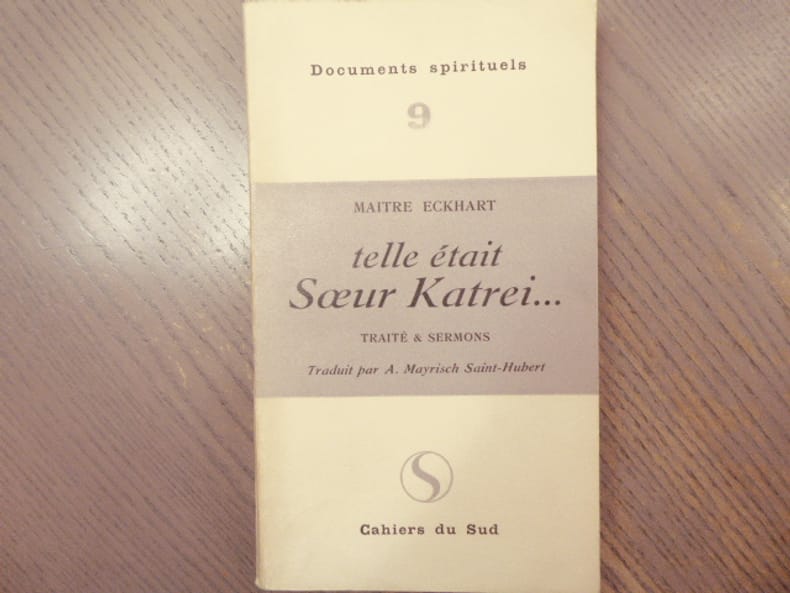 Documents spirituels
9
MAITRE ECKHART
telle était
Sœur Katrei...
TRAITÉ & SERMONS
Traduit par A. Mayrisch Saint-Hubert
S
Cahiers du Sud